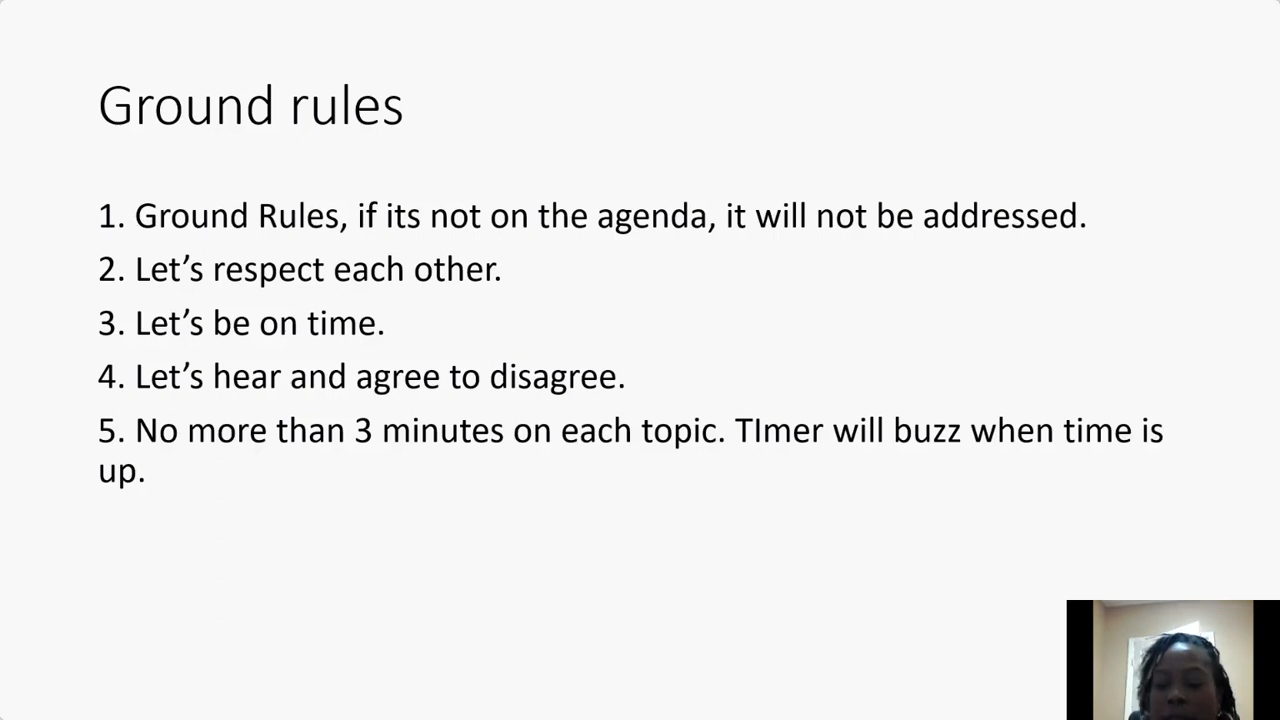 Ground rules
1. Ground Rules, if its not on the agenda, it will not be addressed.
2. Let’s respect each other.
3. Let’s be on time.
4. Let’s hear and agree to disagree.
5. No more than 3 minutes on each topic. TImer will buzz when time is
up.